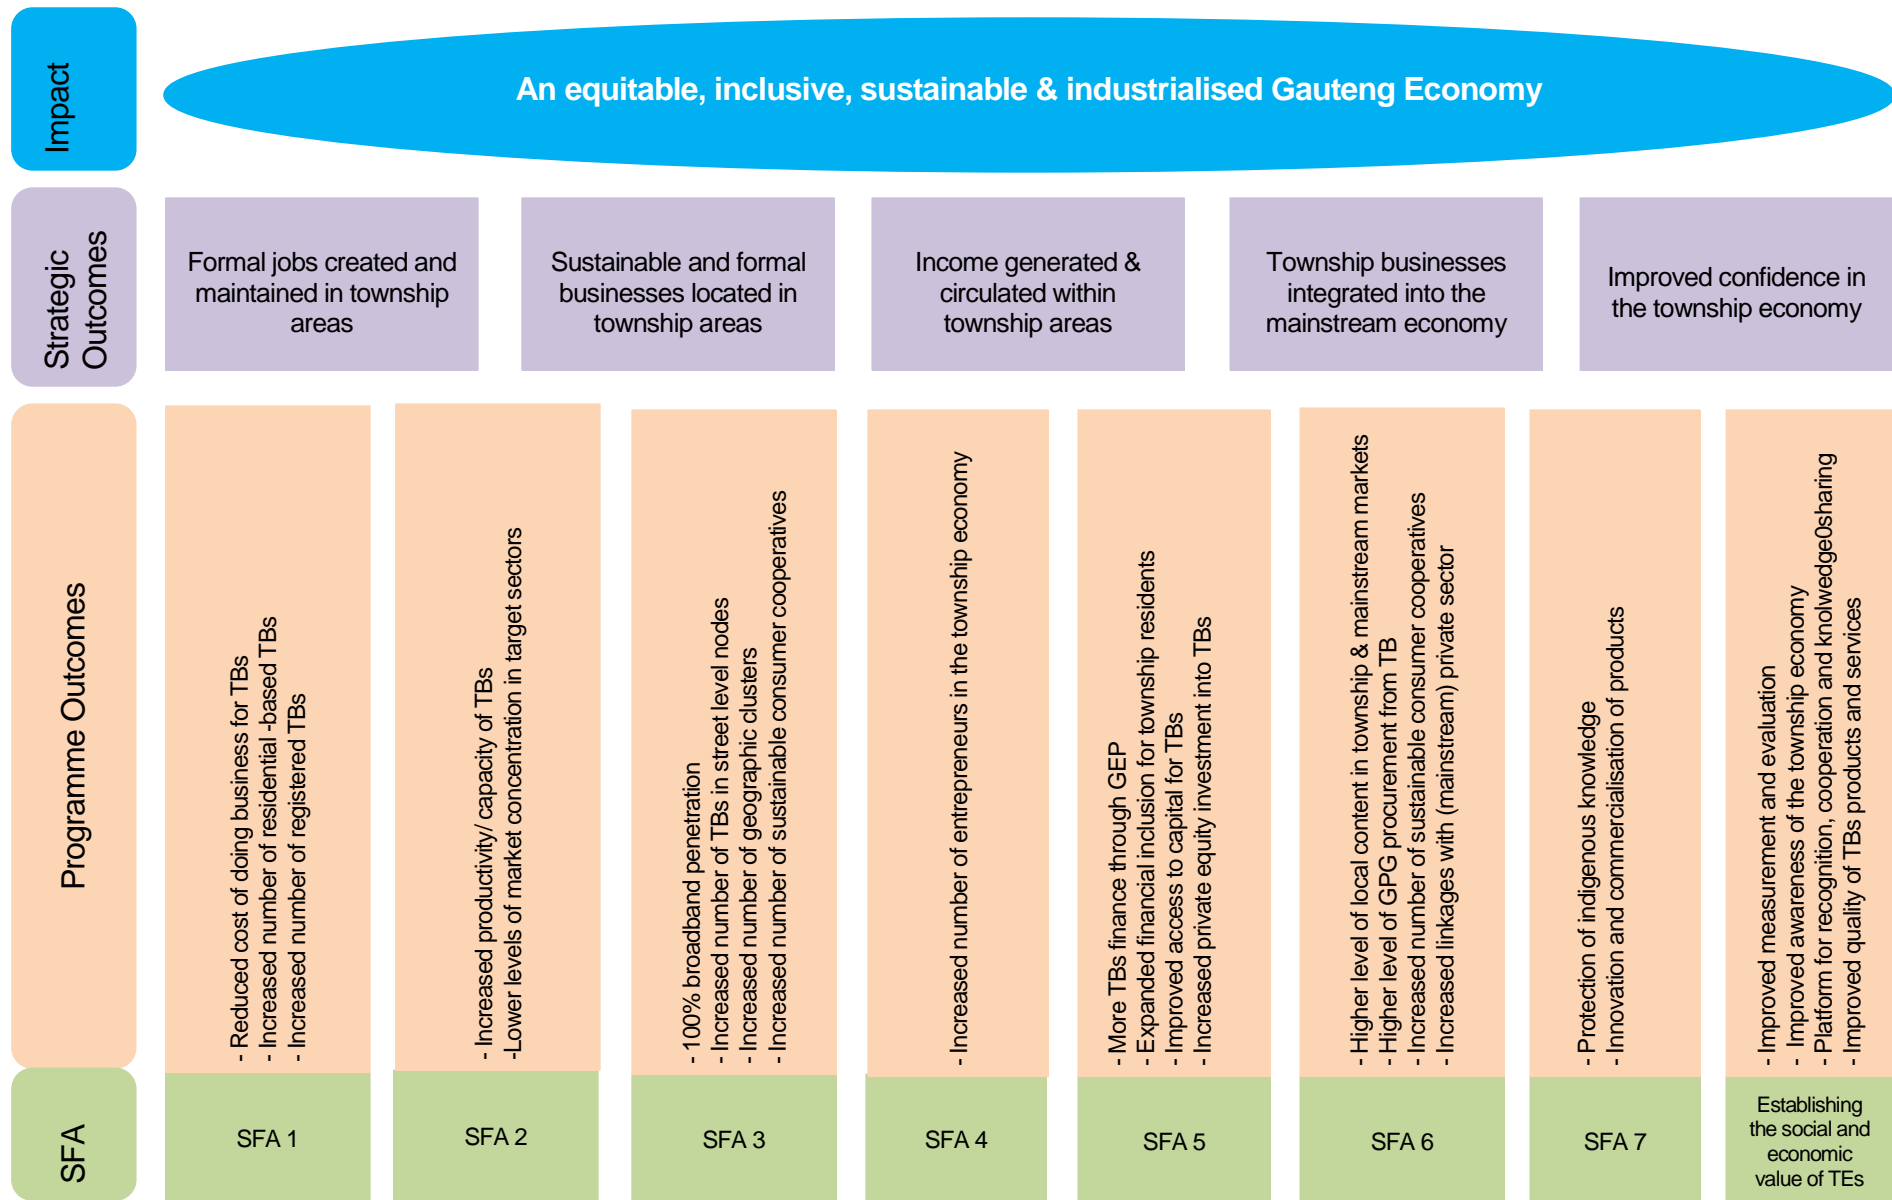 Impact
An equitable, inclusive, sustainable & industrialised Gauteng Economy
Strategic
Outcomes
Formal jobs created and
maintained in township
areas
Sustainable and formal
businesses located in
township areas
Income generated &
circulated within
township areas
Township businesses
integrated into the
mainstream economy
Improved confidence in
the township economy
Programme Outcomes
- Reduced cost of doing business for TBs
- Increased number of residential -based TBs
- Increased number of registered TBs
- Increased productivity/ capacity of TBs
-Lower levels of market concentration in target sectors
- 100% broadband penetration
- Increased number of TBs in street level nodes
- Increased number of geographic clusters
- Increased number of sustainable consumer cooperatives
- Increased number of entrepreneurs in the township economy
- More TBs finance through GEP
- Expanded financial inclusion for township residents
- Improved access to capital for TBs
- Increased private equity investment into TBs
- Higher level of local content in township & mainstream markets
- Higher level of GPG procurement from TB
- Increased number of sustainable consumer cooperatives
- Increased linkages with (mainstream) private sector
- Protection of indigenous knowledge
- Innovation and commercialisation of products
- Improved measurement and evaluation
- Improved awareness of the township economy
- Platform for recognition, cooperation and knolwedge0sharing
- Improved quality of TBs products and services
SFA
SFA 1
SFA 2
SFA 3
SFA 4
SFA 5
SFA 6
SFA 7
Establishing
the social and
economic
value of TEs